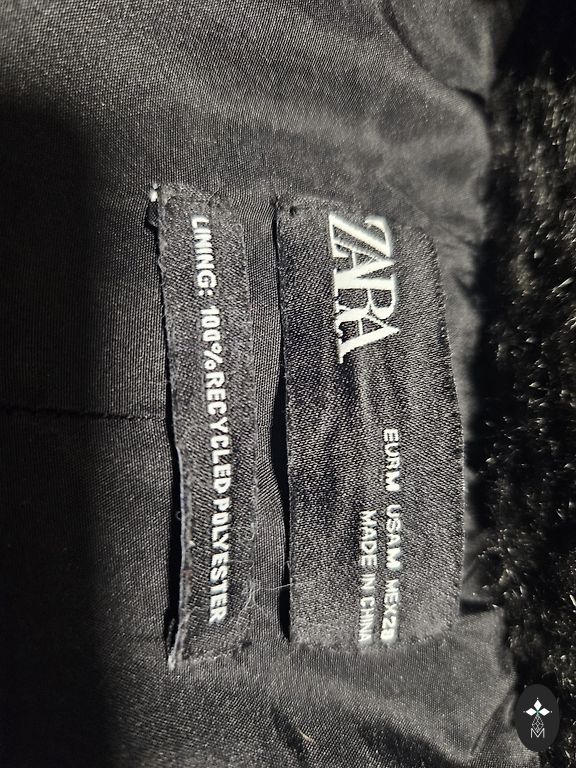 ZARA
EUR M USA M MEX 28
MADE IN CHINA
LINING: 100% RECYCLED POLYESTER
M